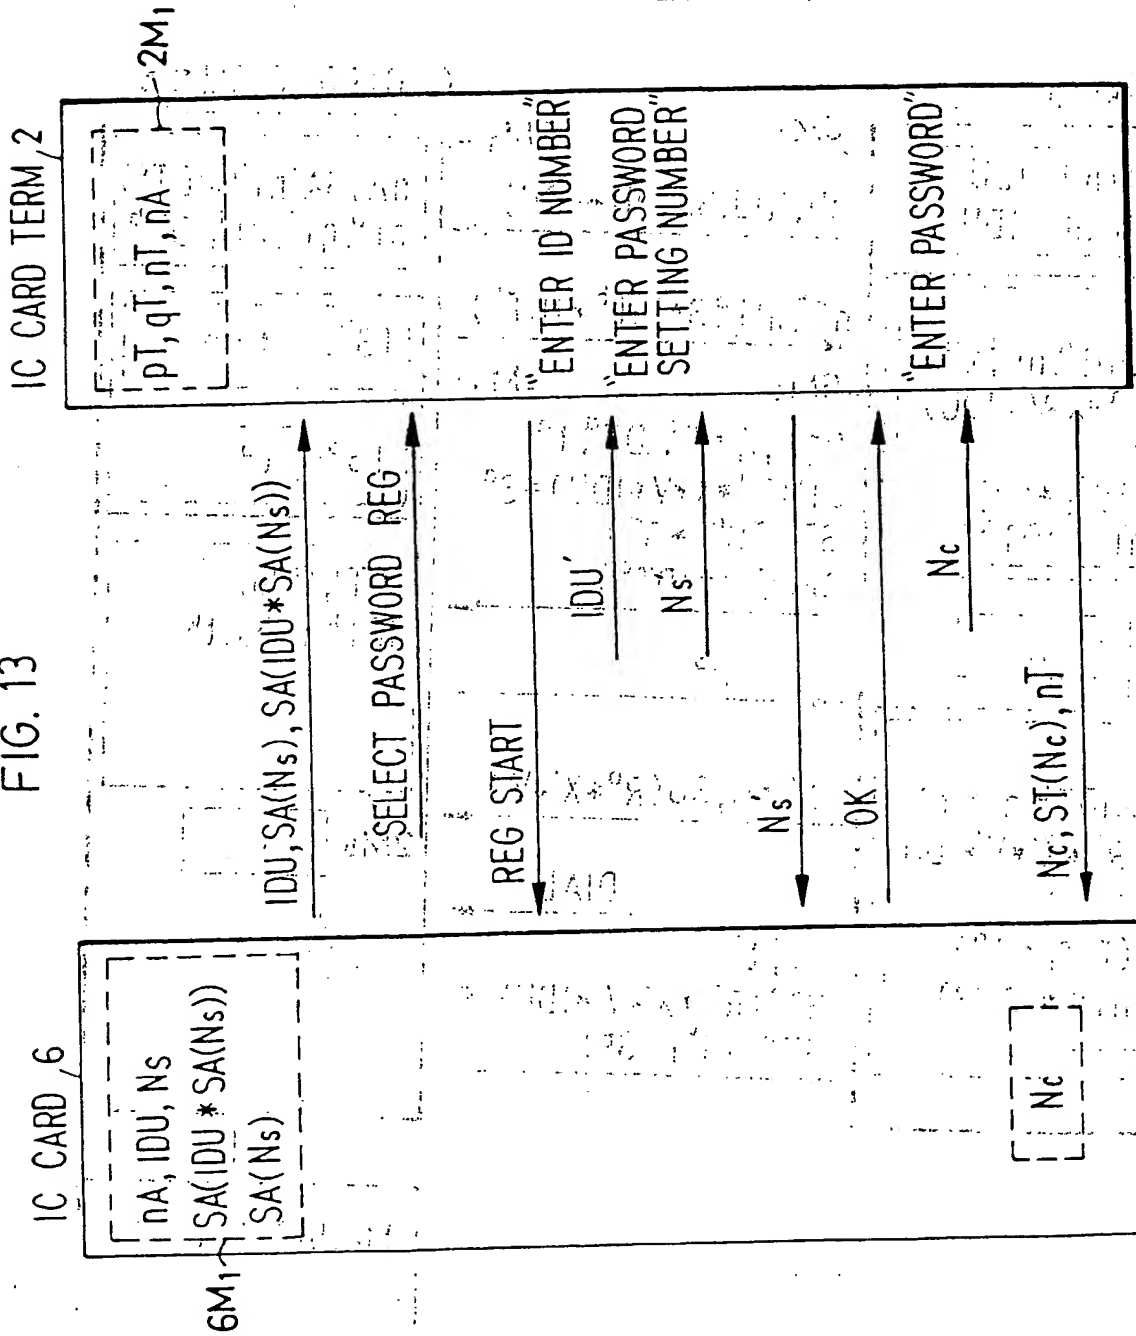 FIG. 13
IC CARD 6
6M1
nA, IDU, Ns
SA(IDU * SA(Ns))
SA(Ns)
IC CARD TERM 2
2M1
pT, qT, nT, nA
IDU, SA(Ns), SA(IDU*SA(Ns))
SELECT PASSWORD REG
REG START
"ENTER ID NUMBER"
IDU'
"ENTER PASSWORD
SETTING NUMBER"
Ns'
Ns'
OK
"ENTER PASSWORD"
Nc
Nc, ST(Nc), nT
Nc